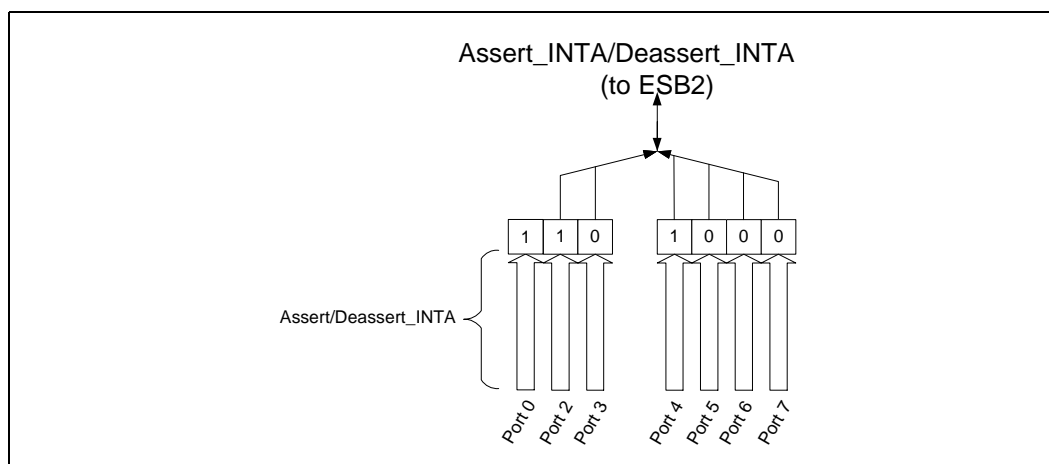 Assert_INTA/Deassert_INTA
(to ESB2)
1 1 0 1 0 0 0
Assert/Deassert_INTA
Port 0 Port 2 Port 3 Port 4 Port 5 Port 6 Port 7